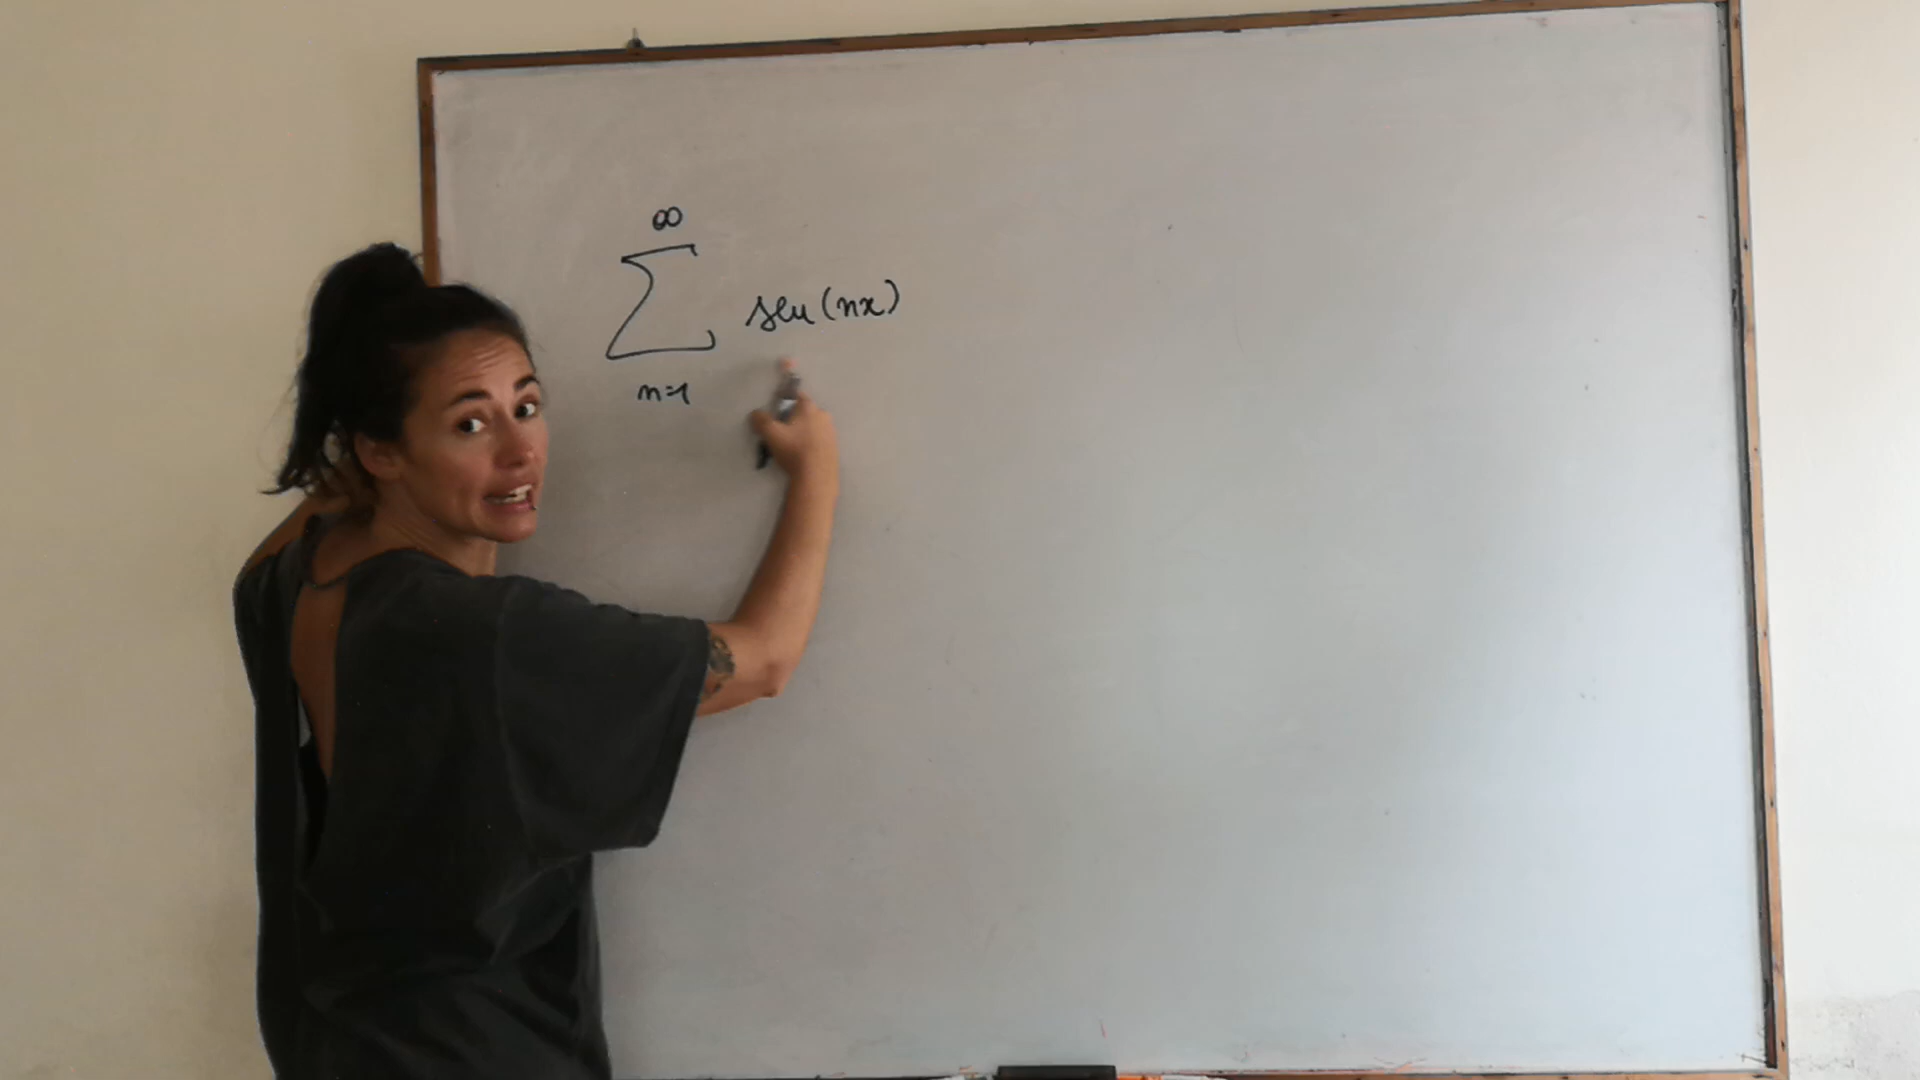 ∞
∑ sen(nx)
n=1